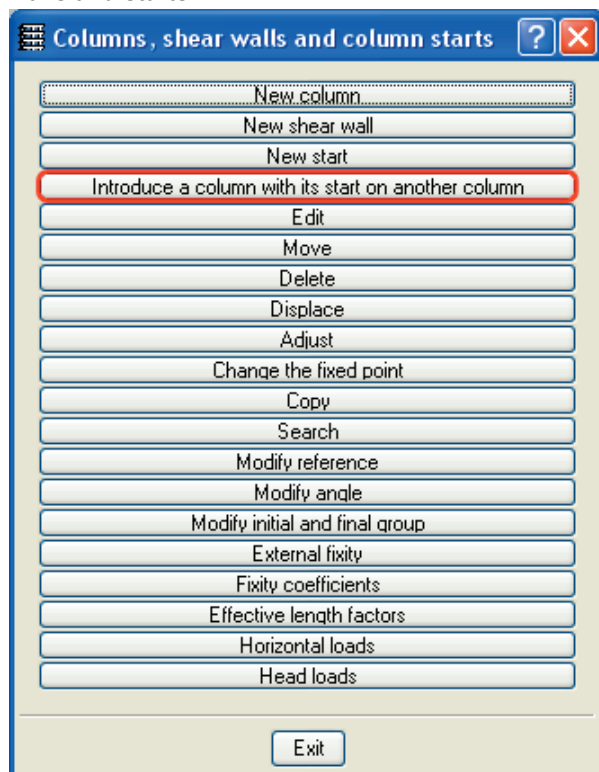 Columns, shear walls and column starts
New column
New shear wall
New start
Introduce a column with its start on another column
Edit
Move
Delete
Displace
Adjust
Change the fixed point
Copy
Search
Modify reference
Modify angle
Modify initial and final group
External fixity
Fixity coefficients
Effective length factors
Horizontal loads
Head loads
Exit